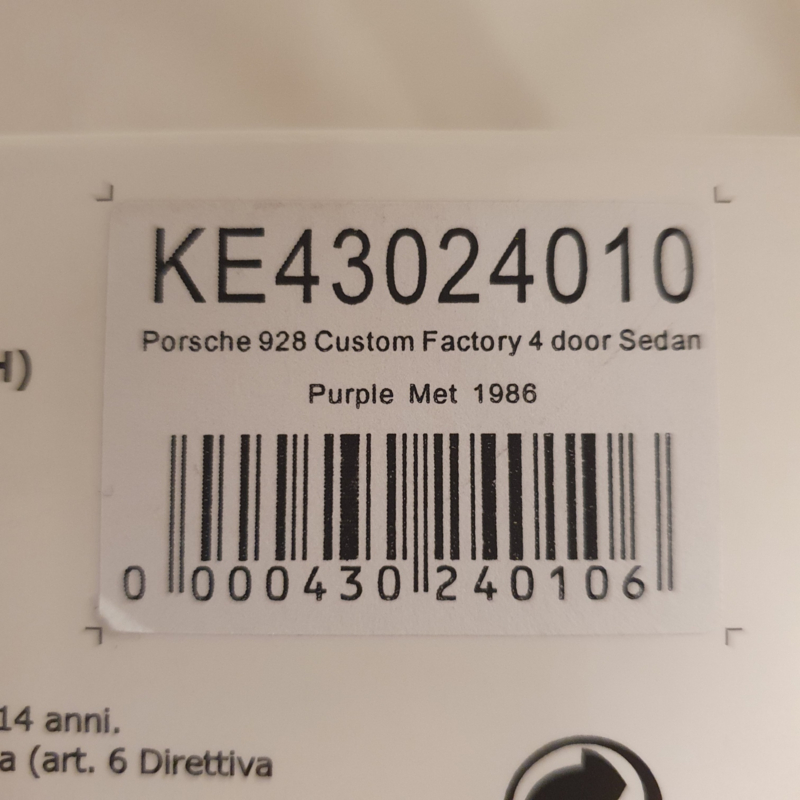 KE43024010
Porsche 928 Custom Factory 4 door Sedan
H)
Purple Met 1986
0 000430 240106
14 anni.
a (art. 6 Direttiva